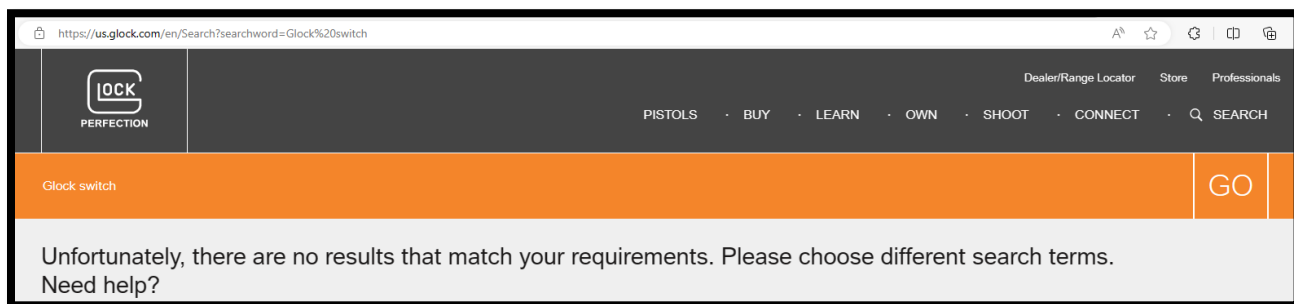 https://us.glock.com/en/Search?searchword=Glock%20switch
GLOCK
PERFECTION
Dealer/Range Locator Store Professionals
PISTOLS · BUY · LEARN · OWN · SHOOT · CONNECT · SEARCH
Glock switch
GO
Unfortunately, there are no results that match your requirements. Please choose different search terms.
Need help?